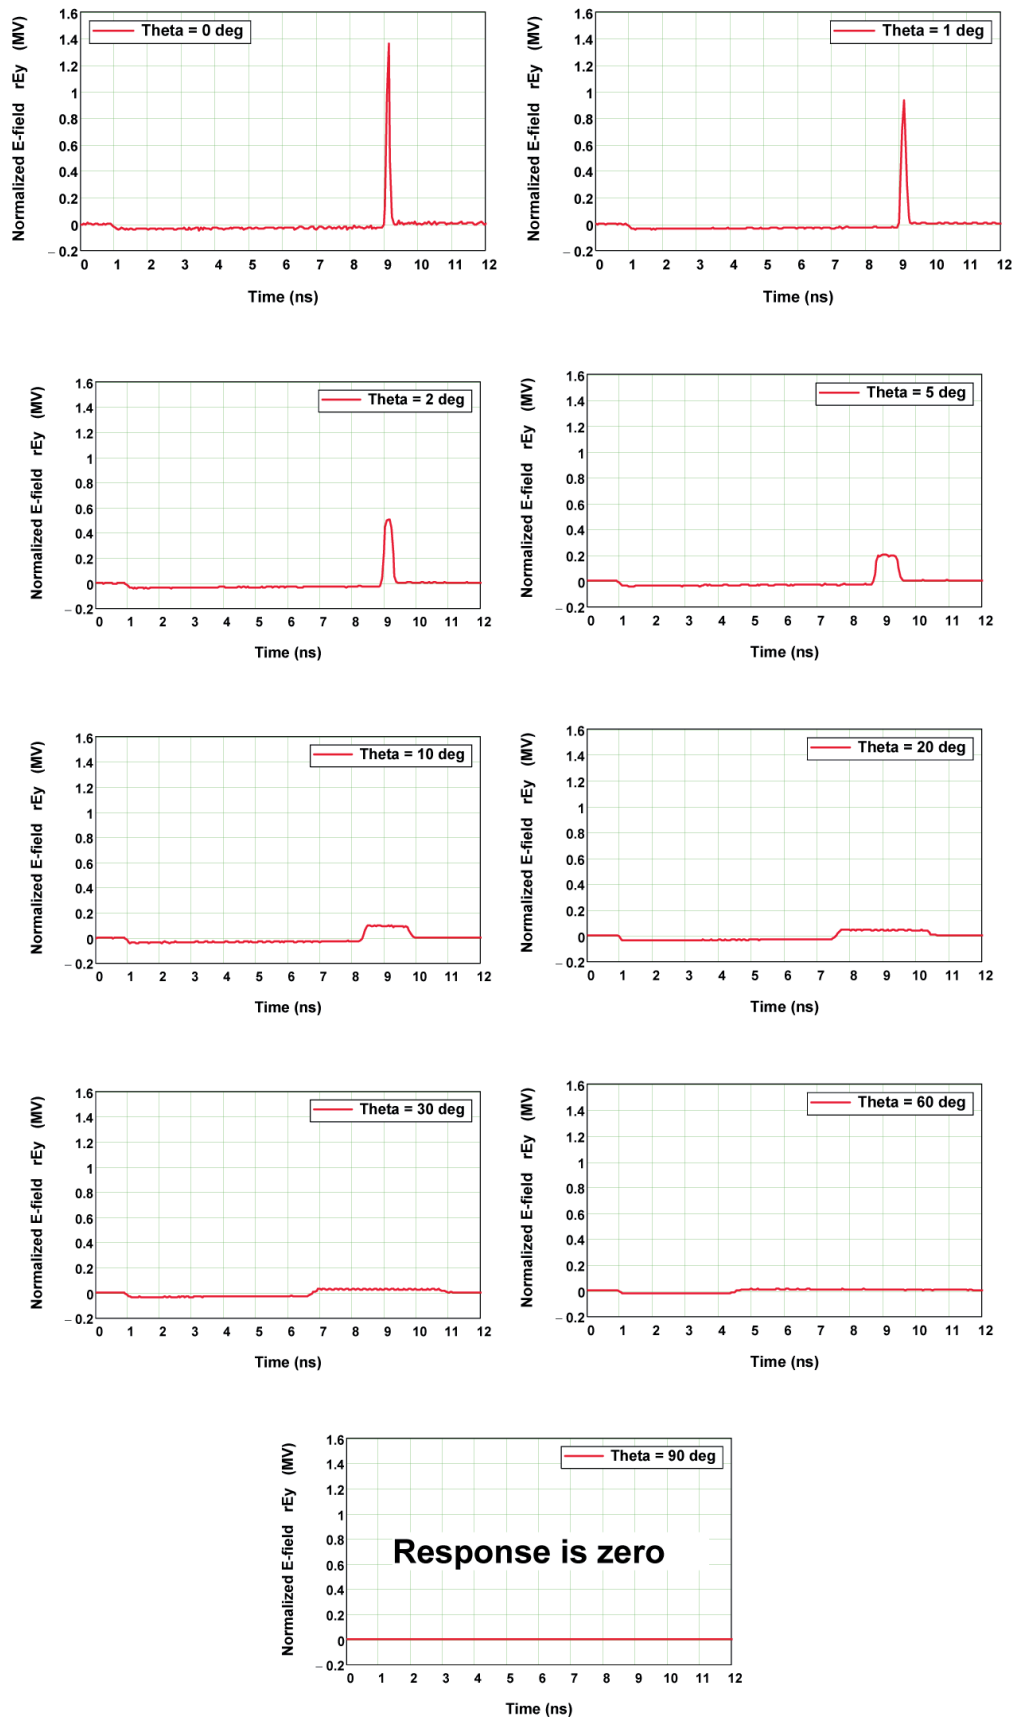 Theta = 0 deg
Normalized E-field rEy (MV)
1.6
1.4
1.2
1
0.8
0.6
0.4
0.2
0
– 0.2
0 1 2 3 4 5 6 7 8 9 10 11 12
Time (ns)
Theta = 1 deg
Normalized E-field rEy (MV)
1.6
1.4
1.2
1
0.8
0.6
0.4
0.2
0
– 0.2
0 1 2 3 4 5 6 7 8 9 10 11 12
Time (ns)
Theta = 2 deg
Normalized E-field rEy (MV)
1.6
1.4
1.2
1
0.8
0.6
0.4
0.2
0
– 0.2
0 1 2 3 4 5 6 7 8 9 10 11 12
Time (ns)
Theta = 5 deg
Normalized E-field rEy (MV)
1.6
1.4
1.2
1
0.8
0.6
0.4
0.2
0
– 0.2
0 1 2 3 4 5 6 7 8 9 10 11 12
Time (ns)
Theta = 10 deg
Normalized E-field rEy (MV)
1.6
1.4
1.2
1
0.8
0.6
0.4
0.2
0
– 0.2
0 1 2 3 4 5 6 7 8 9 10 11 12
Time (ns)
Theta = 20 deg
Normalized E-field rEy (MV)
1.6
1.4
1.2
1
0.8
0.6
0.4
0.2
0
– 0.2
0 1 2 3 4 5 6 7 8 9 10 11 12
Time (ns)
Theta = 30 deg
Normalized E-field rEy (MV)
1.6
1.4
1.2
1
0.8
0.6
0.4
0.2
0
– 0.2
0 1 2 3 4 5 6 7 8 9 10 11 12
Time (ns)
Theta = 60 deg
Normalized E-field rEy (MV)
1.6
1.4
1.2
1
0.8
0.6
0.4
0.2
0
– 0.2
0 1 2 3 4 5 6 7 8 9 10 11 12
Time (ns)
Theta = 90 deg
Normalized E-field rEy (MV)
1.6
1.4
1.2
1
0.8
0.6
0.4
0.2
0
– 0.2
Response is zero
0 1 2 3 4 5 6 7 8 9 10 11 12
Time (ns)